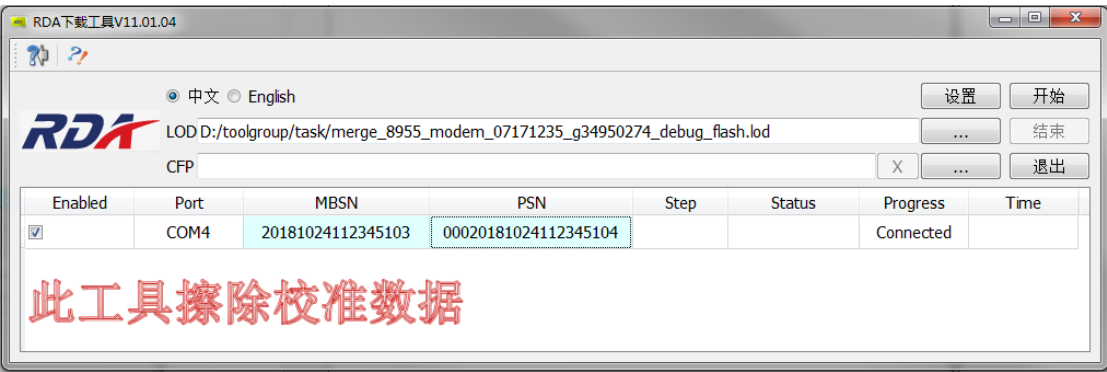 RDA下载工具V11.01.04
中文 English 设置 开始
RDA LOD D:/toolgroup/task/merge_8955_modem_07171235_g34950274_debug_flash.lod ... 结束
CFP X ... 退出
Enabled Port MBSN PSN Step Status Progress Time
COM4 20181024112345103 00020181024112345104 Connected
此工具擦除校准数据